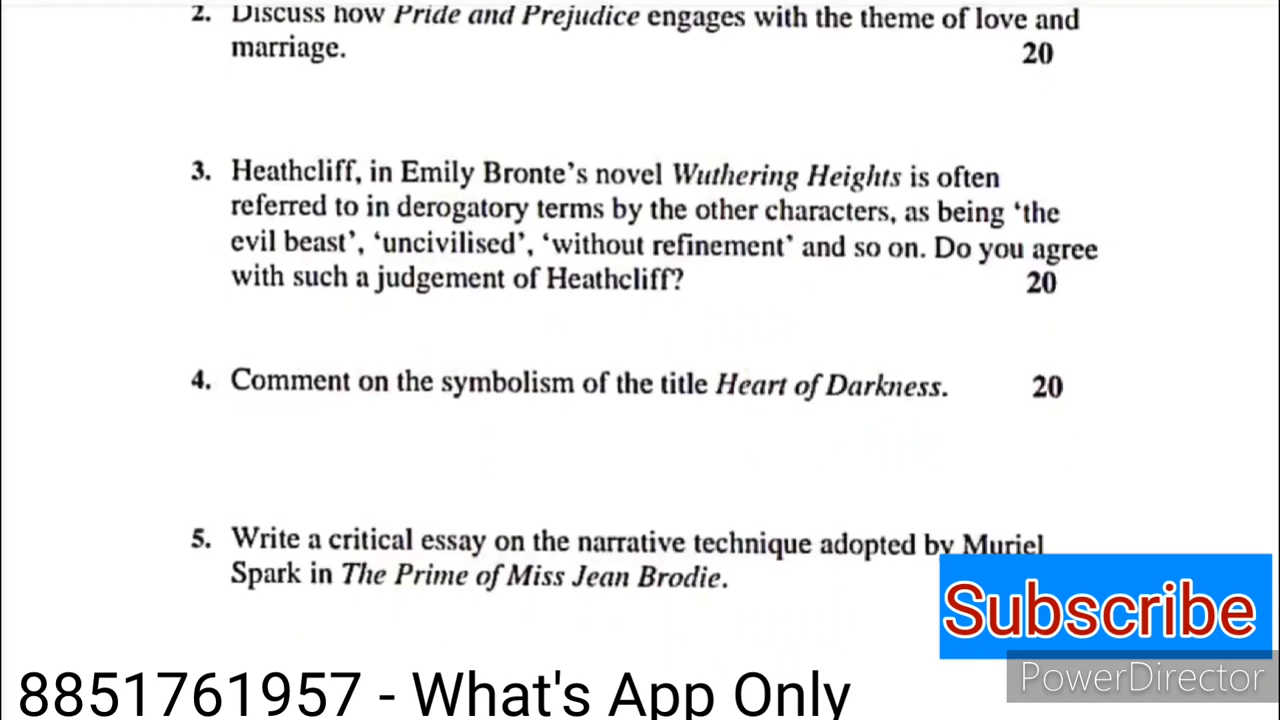 2. Discuss how Pride and Prejudice engages with the theme of love and
marriage. 20
3. Heathcliff, in Emily Bronte's novel Wuthering Heights is often
referred to in derogatory terms by the other characters, as being 'the
evil beast', 'uncivilised', 'without refinement' and so on. Do you agree
with such a judgement of Heathcliff? 20
4. Comment on the symbolism of the title Heart of Darkness. 20
5. Write a critical essay on the narrative technique adopted by Muriel
Spark in The Prime of Miss Jean Brodie.
Subscribe
PowerDirector
8851761957 - What's App Only